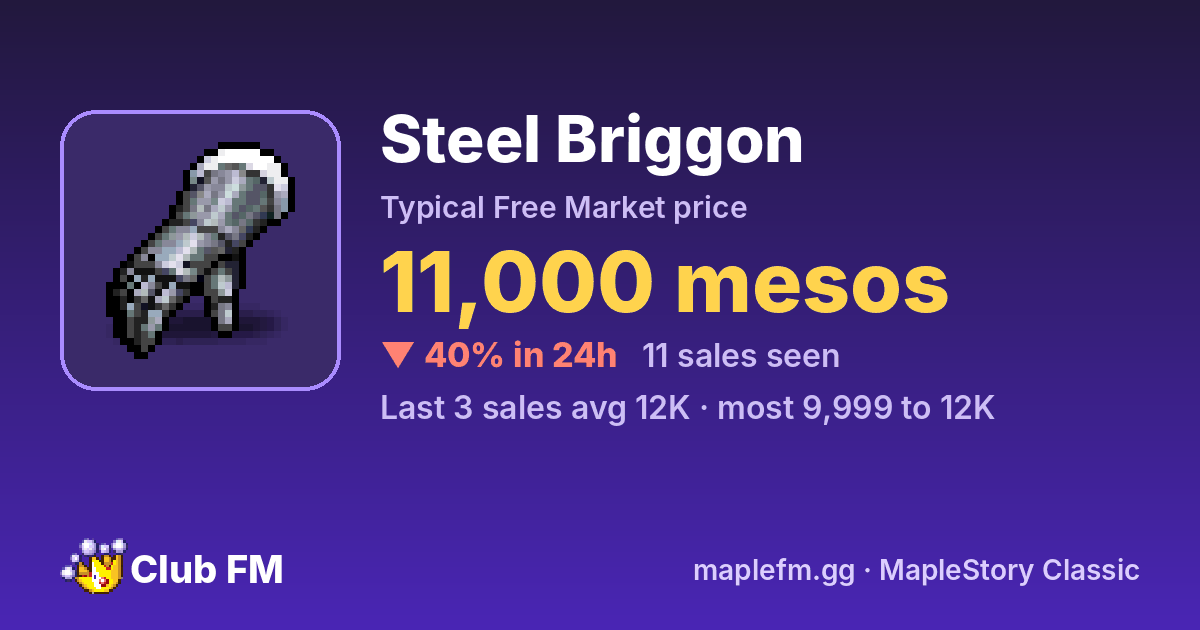 Steel Briggon
Typical Free Market price
11,000 mesos
▼ 40% in 24h 11 sales seen
Last 3 sales avg 12K · most 9,999 to 12K
Club FM
maplefm.gg · MapleStory Classic